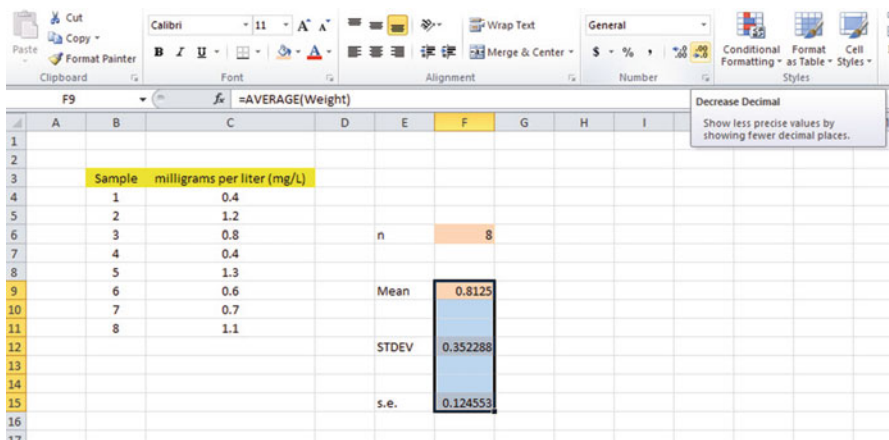 Cut
Copy
Paste
Format Painter
Clipboard
Calibri 11 A A
B I U A
Font
Wrap Text
Merge & Center
Alignment
General
$ % , .00 .00
Number
Conditional Formatting
Format as Table
Cell Styles
Styles
F9 fx =AVERAGE(Weight)
Decrease Decimal
Show less precise values by
showing fewer decimal places.
A B C D E F G H I
1
2
3 Sample milligrams per liter (mg/L)
4 1 0.4
5 2 1.2
6 3 0.8 n 8
7 4 0.4
8 5 1.3
9 6 0.6 Mean 0.8125
10 7 0.7
11 8 1.1
12 STDEV 0.352288
13
14
15 s.e. 0.124553
16
17